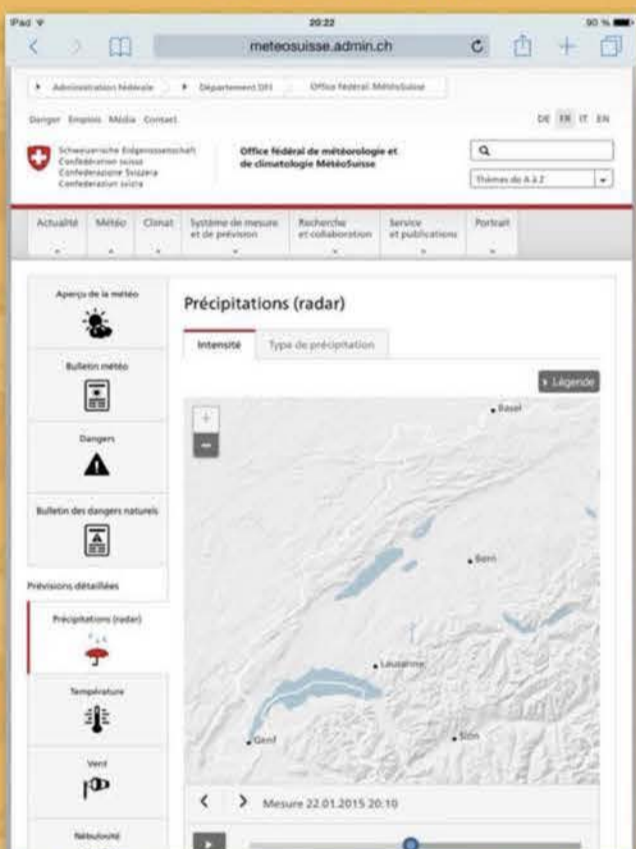 iPad
20:22
90 %
meteosuisse.admin.ch
Administration fédérale
Département DFI
Office fédéral MétéoSuisse
Danger Emplois Média Contact
DE FR IT EN
Schweizerische Eidgenossenschaft
Confédération suisse
Confederazione Svizzera
Confederaziun svizra
Office fédéral de météorologie et
de climatologie MétéoSuisse
Thèmes de A à Z
Actualité
Météo
Climat
Système de mesure
et de prévision
Recherche
et collaboration
Service
et publications
Portrait
Aperçu de la météo
Bulletin météo
Dangers
Bulletin des dangers naturels
Prévisions détaillées
Précipitations (radar)
Température
Vent
Nébulosité
Précipitations (radar)
Intensité
Type de précipitation
Légende
Basel
Bern
Lausanne
Genf
Sion
Mesure 22.01.2015 20:10